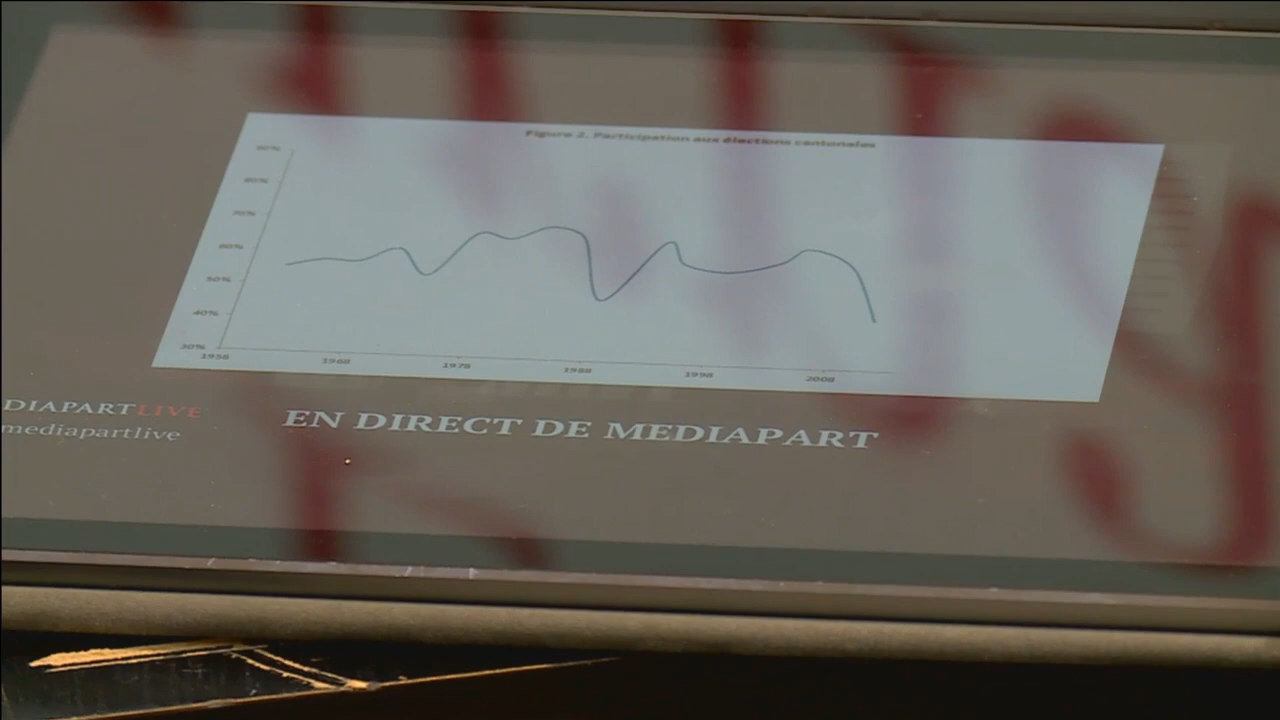 Figure 2. Participation aux élections cantonales
90%
80%
70%
60%
50%
40%
30%
1958 1968 1978 1988 1998 2008
DIAPARTLIVE
mediapartlive
EN DIRECT DE MEDIAPART